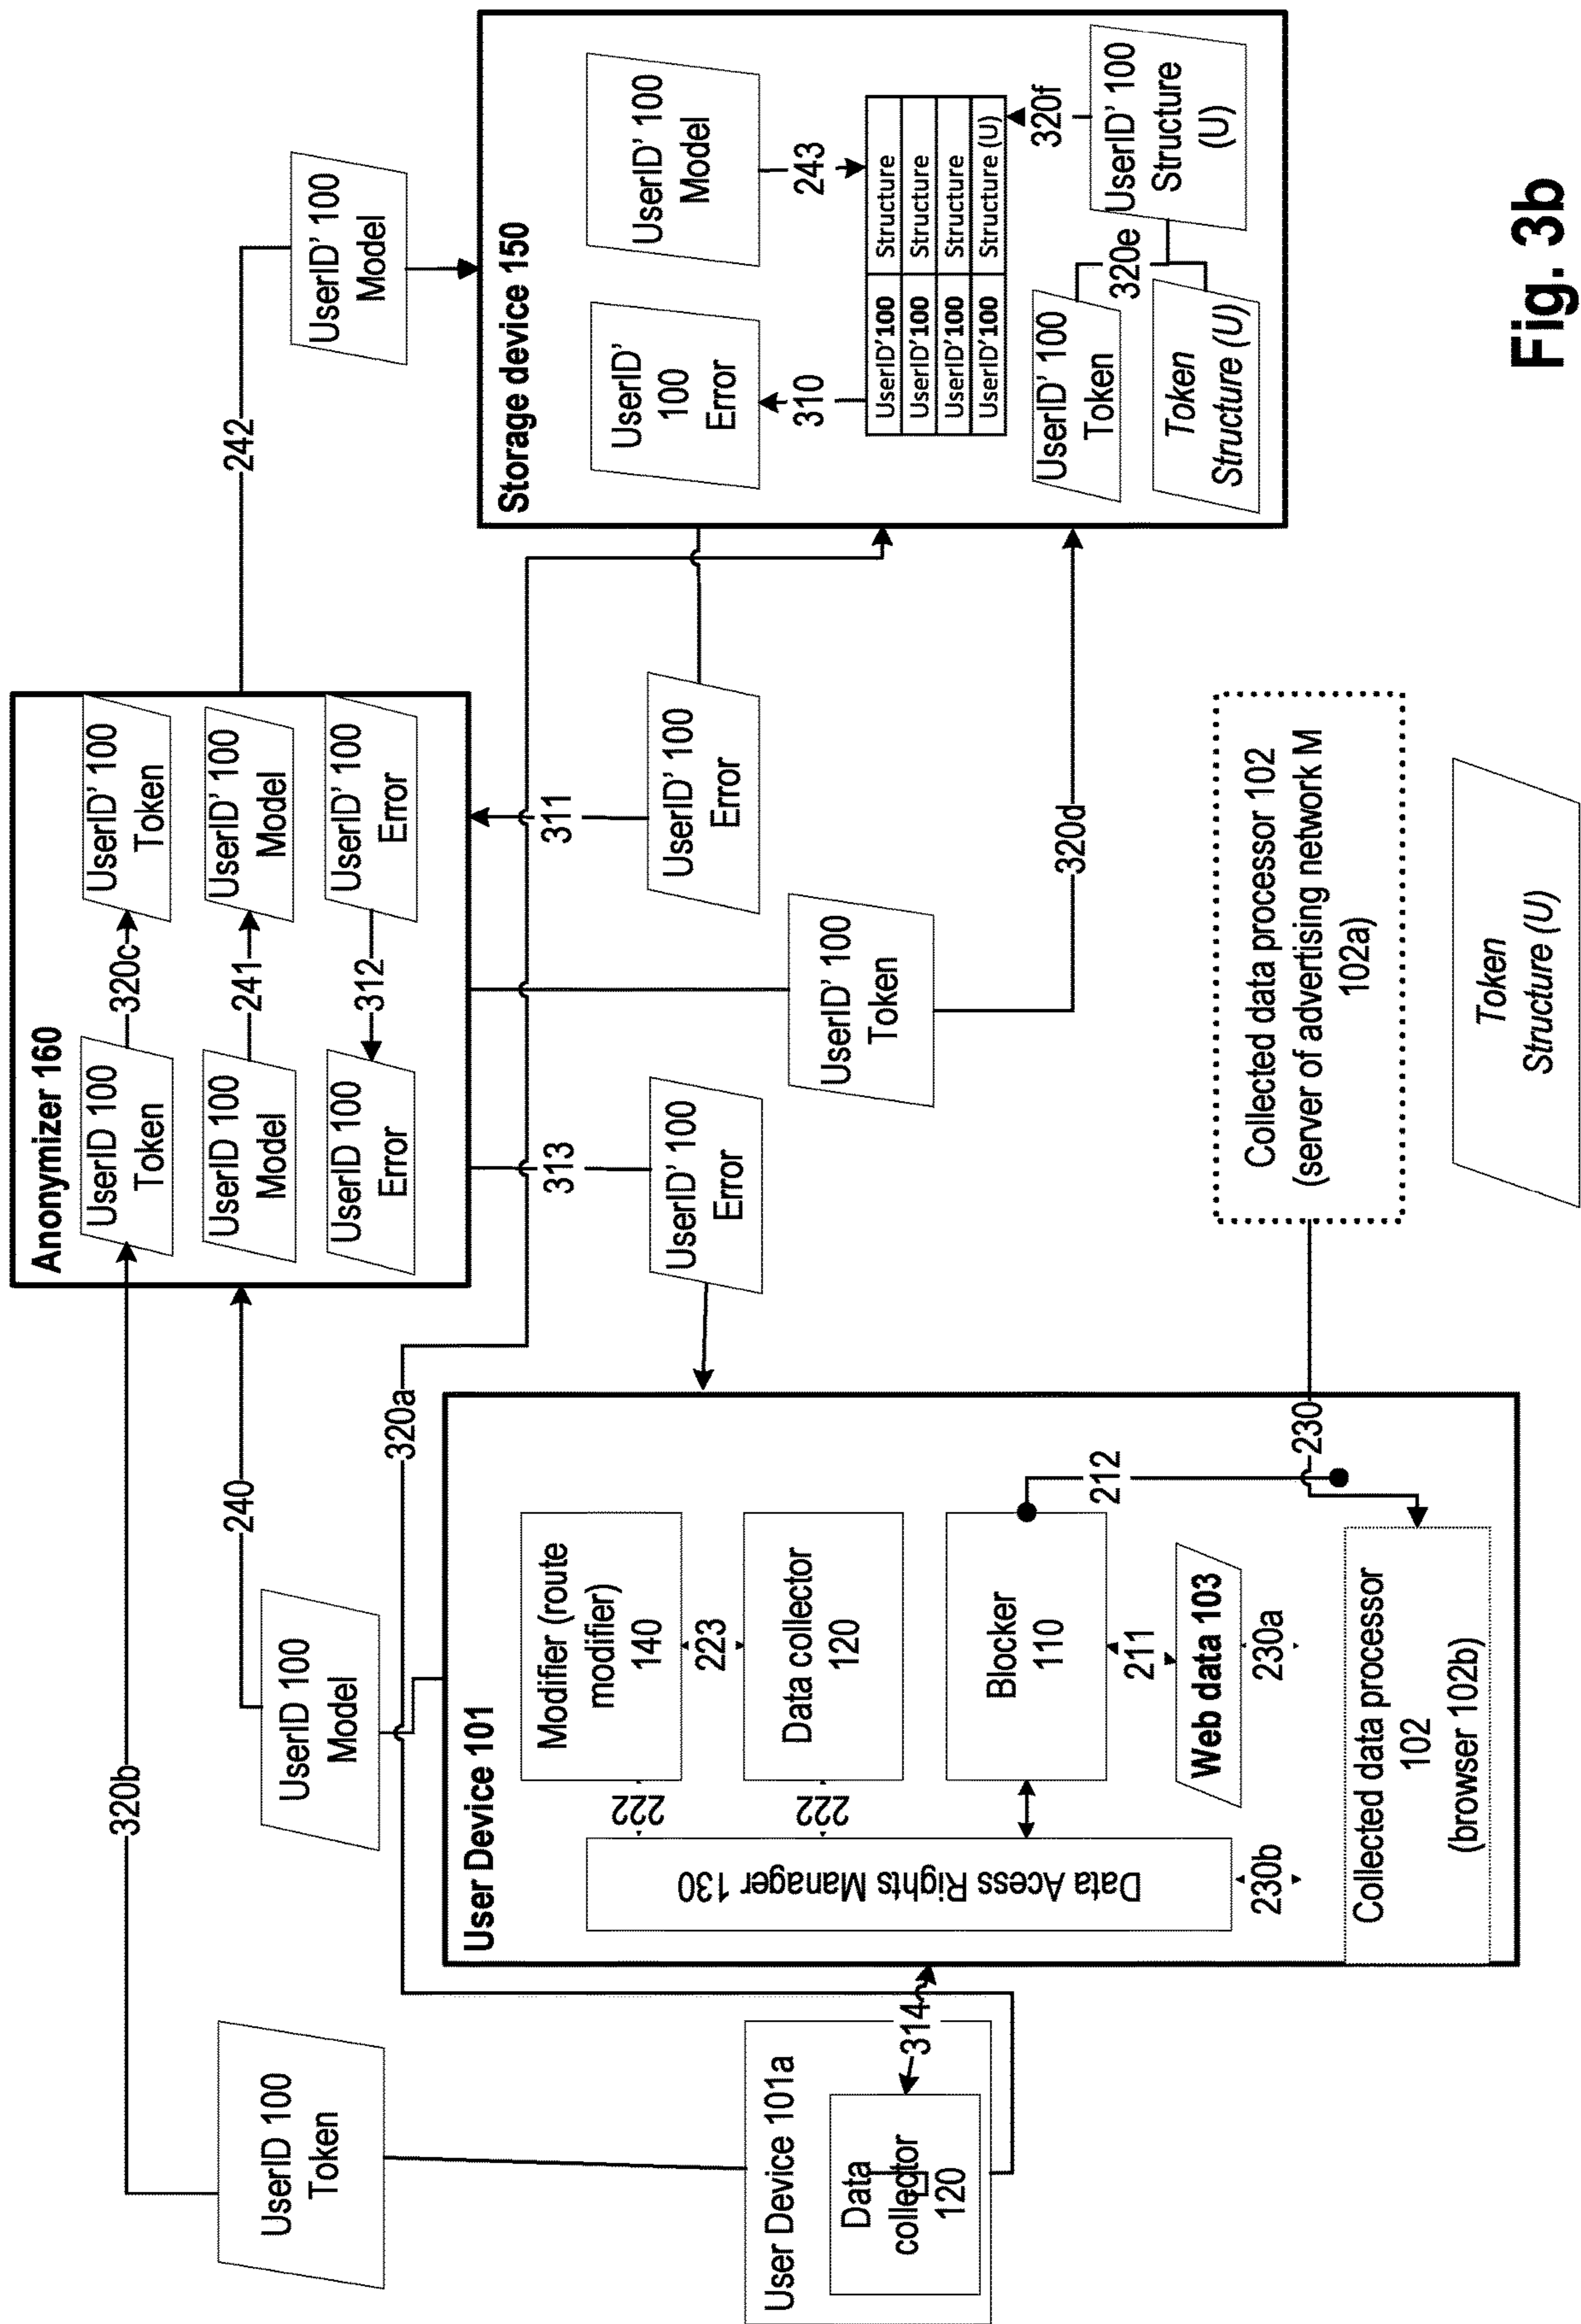 Anonymizer 160
UserID 100
Token
320c
UserID' 100
Token
UserID 100
Model
241
UserID' 100
Model
UserID 100
Error
312
UserID' 100
Error
320b
240
242
UserID 100
Token
UserID 100
Model
UserID' 100
Model
320a
313
311
UserID' 100
Error
UserID' 100
Error
UserID' 100
Token
320d
User Device 101a
Data
collector
120
314
User Device 101
Data Acess Rights Manager 130
222
222
Modifier (route
modifier)
140
223
Data collector
120
Blocker
110
212
211
Web data 103
230a
230b
230
Collected data processor
102
(browser 102b)
Collected data processor 102
(server of advertising network M
102a)
Token
Structure (U)
Storage device 150
UserID'
100
Error
UserID' 100
Model
310
243
UserID'100 Structure
UserID'100 Structure
UserID'100 Structure
UserID'100 Structure (U)
320f
UserID' 100
Token
320e
Token
Structure (U)
UserID' 100
Structure
(U)
Fig. 3b